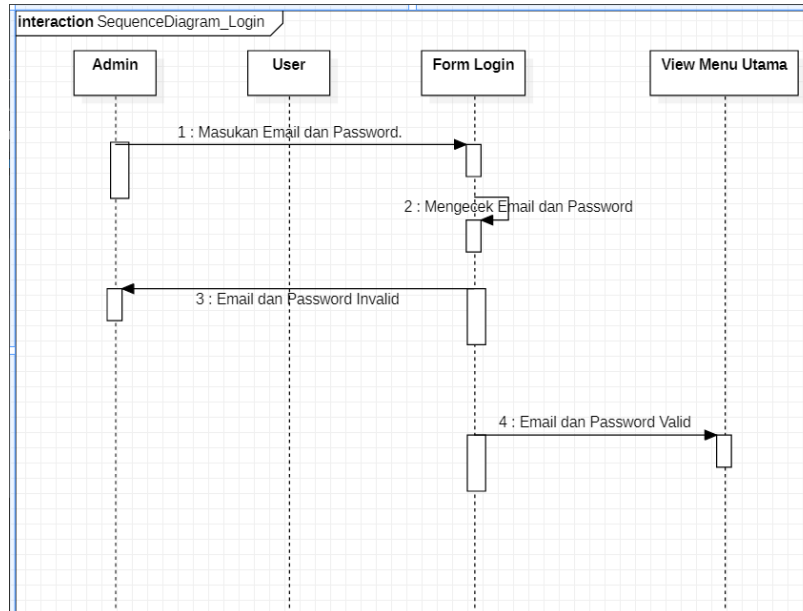 interaction SequenceDiagram_Login
Admin
User
Form Login
View Menu Utama
1 : Masukan Email dan Password.
2 : Mengecek Email dan Password
3 : Email dan Password Invalid
4 : Email dan Password Valid